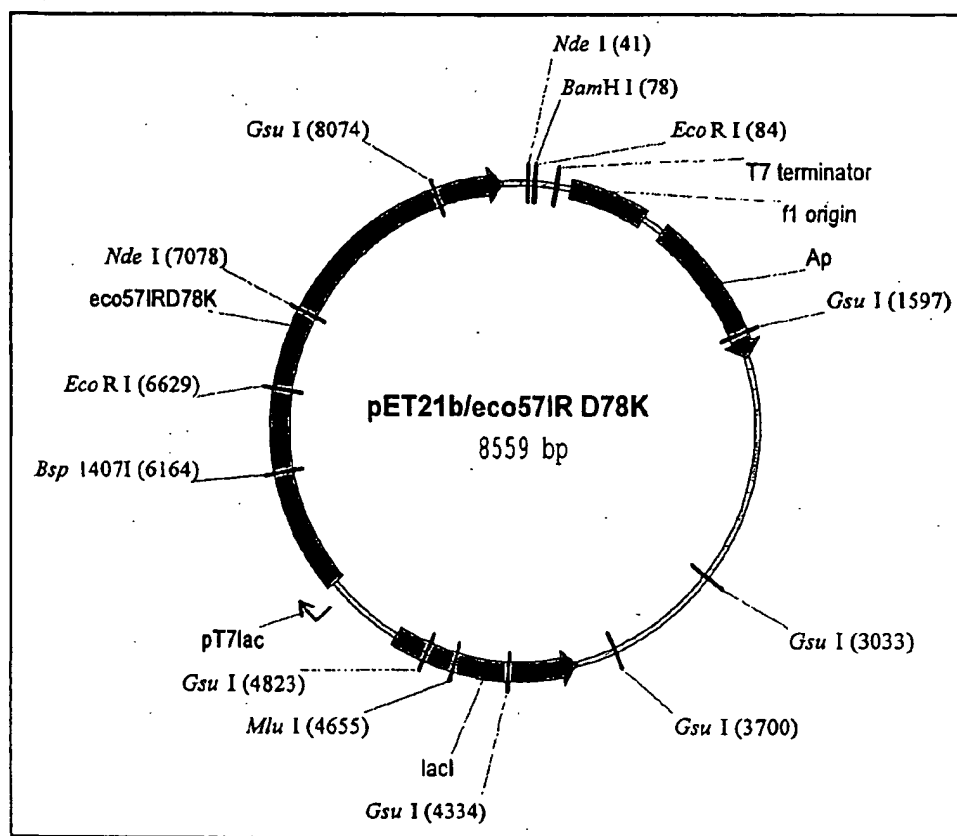 Nde I (41)
BamH I (78)
Gsu I (8074)
Eco R I (84)
T7 terminator
f1 origin
Nde I (7078)
Ap
eco57IRD78K
Gsu I (1597)
Eco R I (6629)
pET21b/eco57IR D78K
8559 bp
Bsp 1407I (6164)
pT7lac
Gsu I (3033)
Gsu I (4823)
Mlu I (4655)
Gsu I (3700)
lacI
Gsu I (4334)